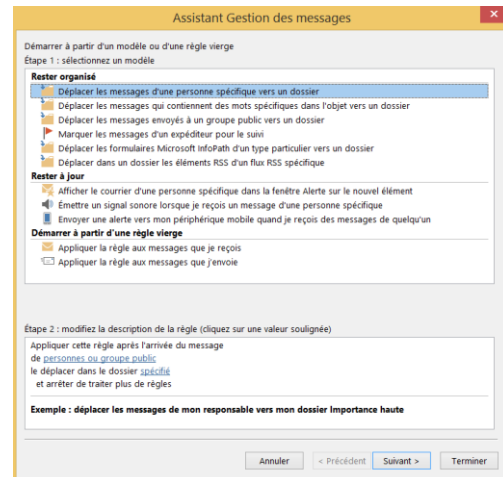 Assistant Gestion des messages
Démarrer à partir d'un modèle ou d'une règle vierge
Étape 1 : sélectionnez un modèle
Rester organisé
Déplacer les messages d'une personne spécifique vers un dossier
Déplacer les messages qui contiennent des mots spécifiques dans l'objet vers un dossier
Déplacer les messages envoyés à un groupe public vers un dossier
Marquer les messages d'un expéditeur pour le suivi
Déplacer les formulaires Microsoft InfoPath d'un type particulier vers un dossier
Déplacer dans un dossier les éléments RSS d'un flux RSS spécifique
Rester à jour
Afficher le courrier d'une personne spécifique dans la fenêtre Alerte sur le nouvel élément
Émettre un signal sonore lorsque je reçois un message d'une personne spécifique
Envoyer une alerte vers mon périphérique mobile quand je reçois des messages de quelqu'un
Démarrer à partir d'une règle vierge
Appliquer la règle aux messages que je reçois
Appliquer la règle aux messages que j'envoie
Étape 2 : modifiez la description de la règle (cliquez sur une valeur soulignée)
Appliquer cette règle après l'arrivée du message
de personnes ou groupe public
le déplacer dans le dossier spécifié
et arrêter de traiter plus de règles
Exemple : déplacer les messages de mon responsable vers mon dossier Importance haute
Annuler < Précédent Suivant > Terminer